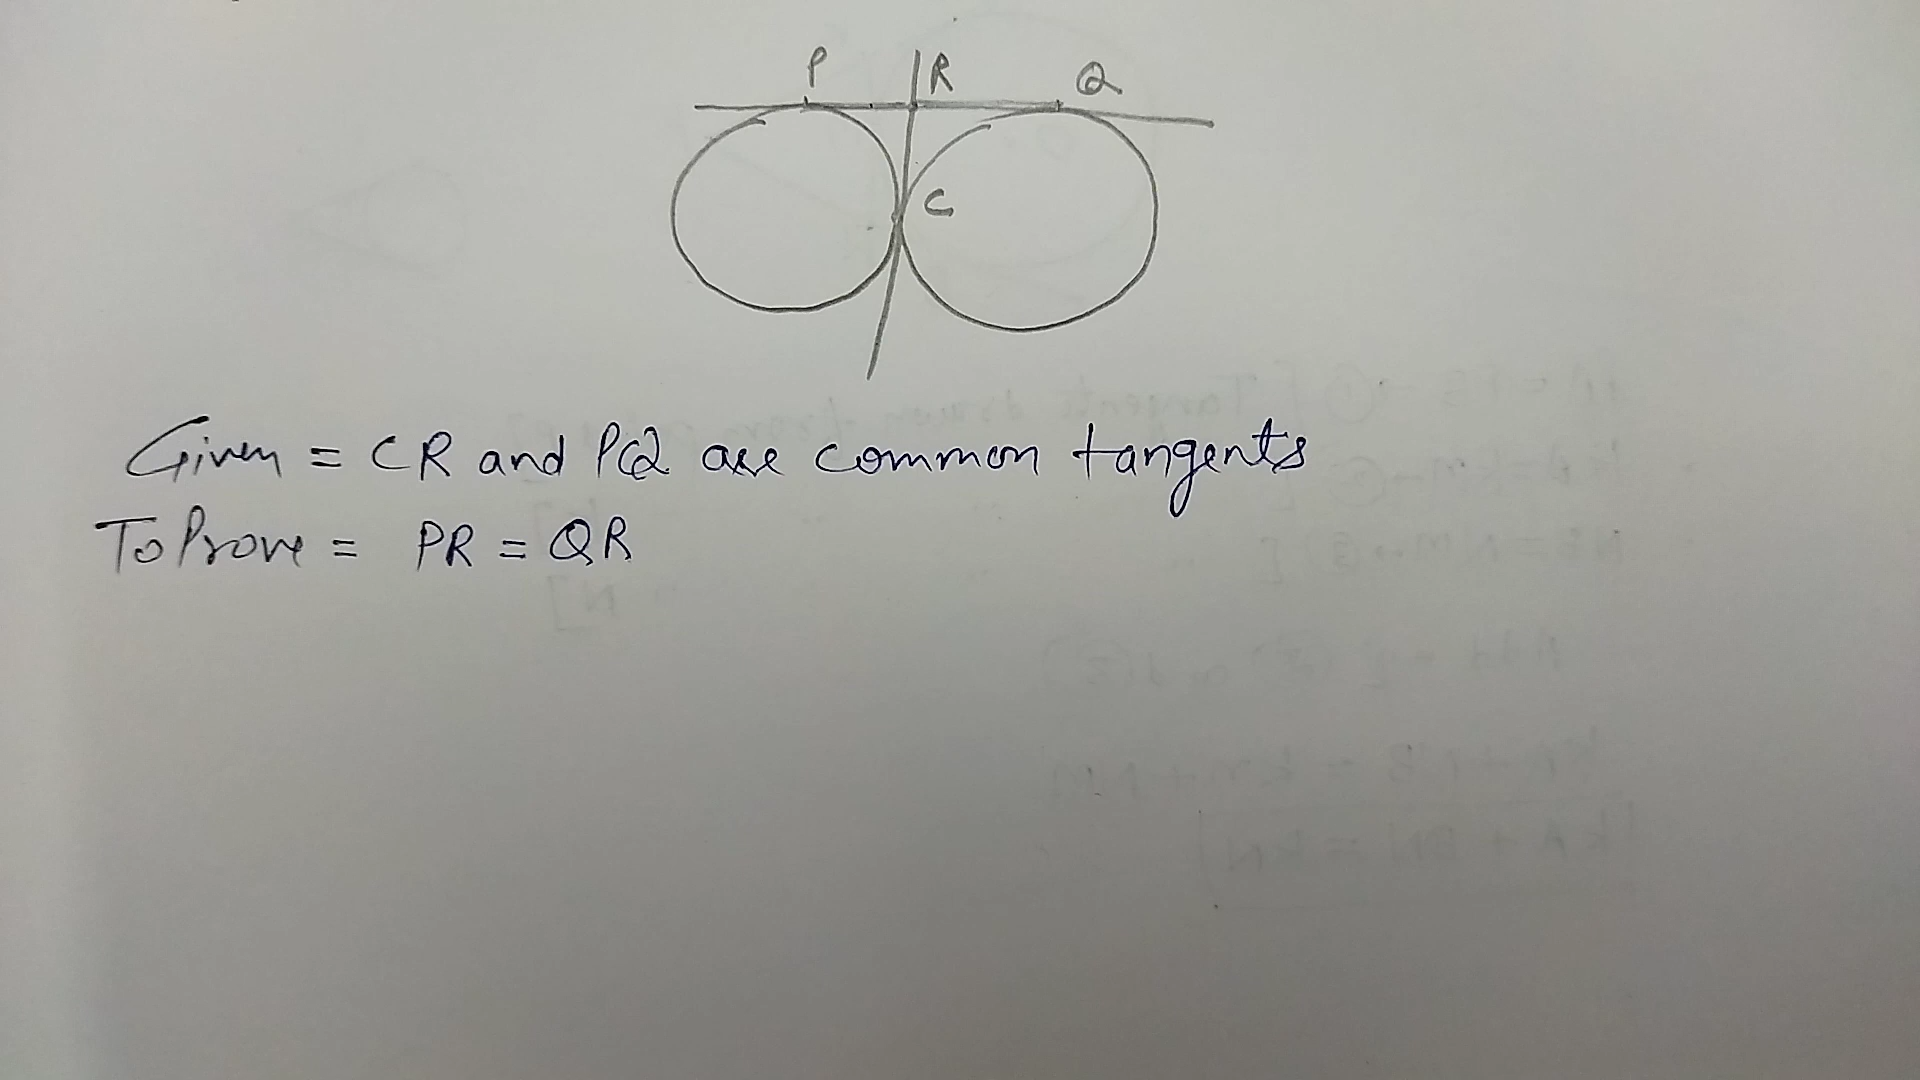 P R Q
C
Given = CR and PQ are common tangents
To Prove = PR = QR